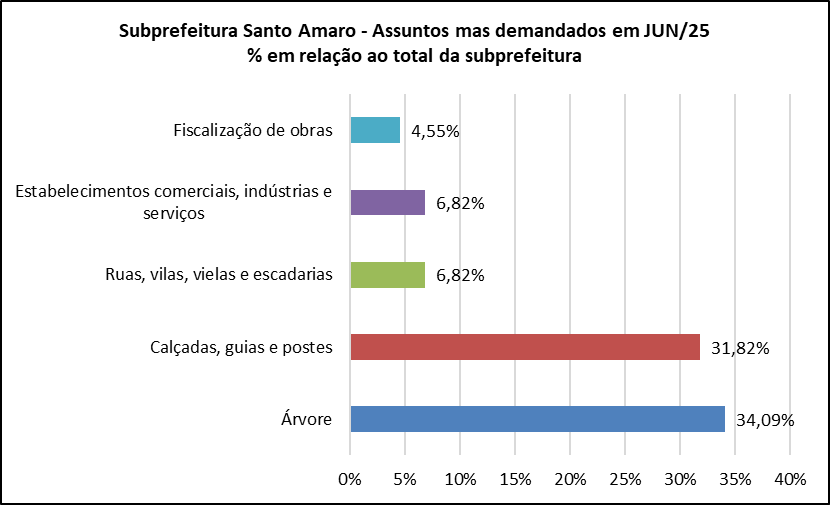 Subprefeitura Santo Amaro - Assuntos mas demandados em JUN/25
% em relação ao total da subprefeitura
Fiscalização de obras
4,55%
Estabelecimentos comerciais, indústrias e
serviços
6,82%
Ruas, vilas, vielas e escadarias
6,82%
Calçadas, guias e postes
31,82%
Árvore
34,09%
0% 5% 10% 15% 20% 25% 30% 35% 40%